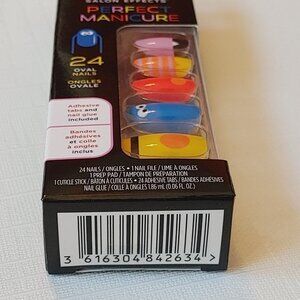 SALON EFFECTS
PERFECT
MANICURE
24
OVAL
NAILS
ONGLES
OVALE
Adhesive
tabs and
nail glue
included
Bandes
adhésives
et colle
à ongles
inclus
24 NAILS / ONGLES • 1 NAIL FILE / LIME À ONGLES
1 PREP PAD / TAMPON DE PRÉPARATION
1 CUTICLE STICK / BÂTON À CUTICULES • 24 ADHESIVE TABS / BANDES ADHÉSIVES
NAIL GLUE / COLLE À ONGLES 1.86 mL (0.06 FL. OZ.)
3 616304 842634 >